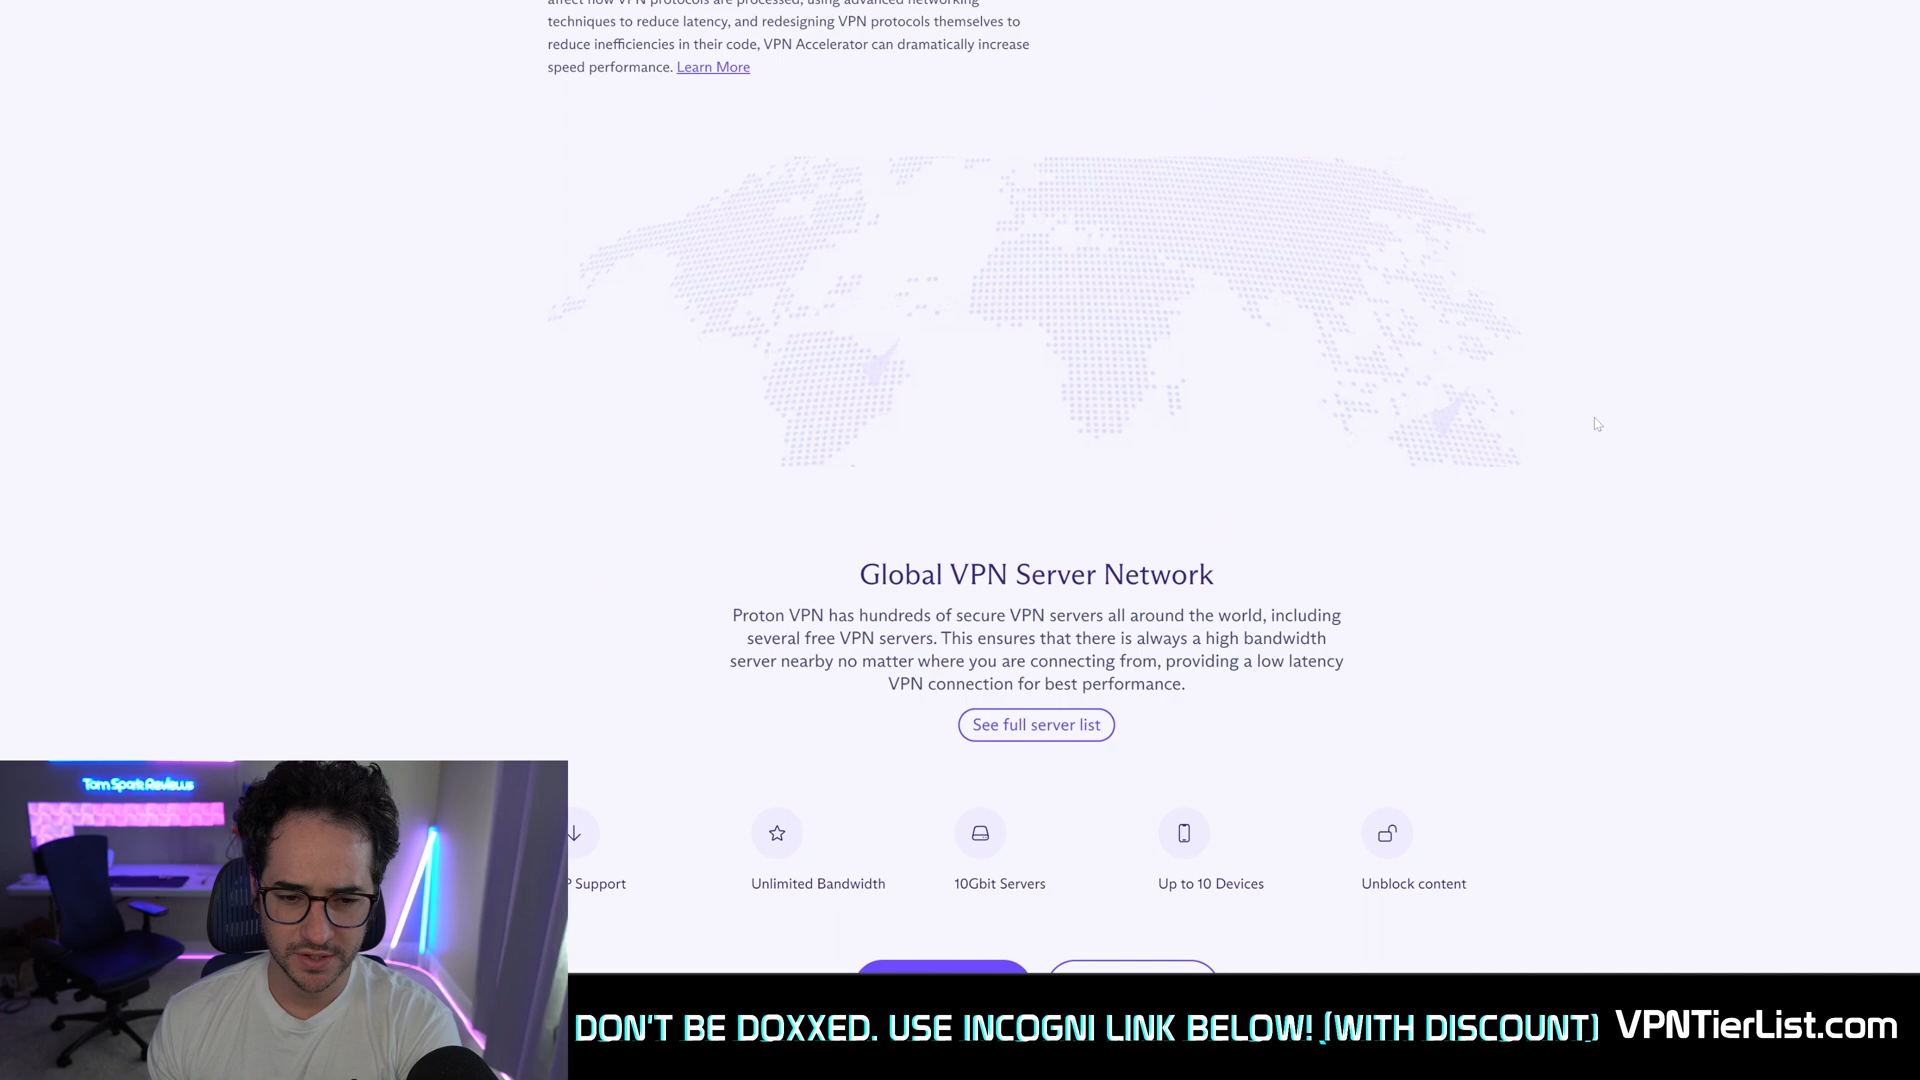 techniques to reduce latency, and redesigning VPN protocols themselves to
reduce inefficiencies in their code, VPN Accelerator can dramatically increase
speed performance. Learn More
Global VPN Server Network
Proton VPN has hundreds of secure VPN servers all around the world, including
several free VPN servers. This ensures that there is always a high bandwidth
server nearby no matter where you are connecting from, providing a low latency
VPN connection for best performance.
See full server list
Tom Spark Reviews
P Support
Unlimited Bandwidth
10Gbit Servers
Up to 10 Devices
Unblock content
DON'T BE DOXXED. USE INCOGNI LINK BELOW! (WITH DISCOUNT)
VPNTierList.com